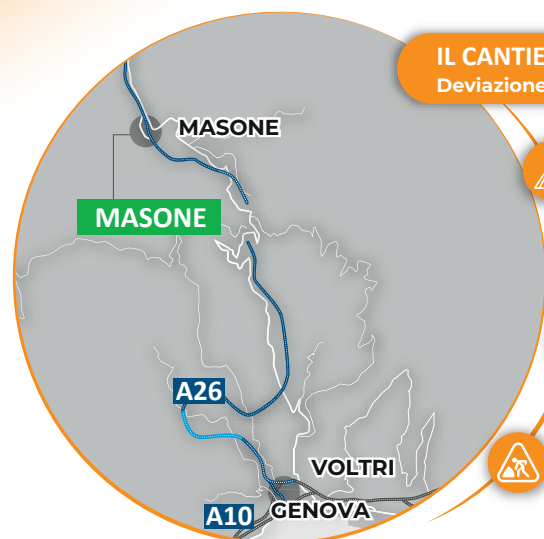 IL CANTIE
Deviazione
MASONE
MASONE
A26
VOLTRI
GENOVA
A10